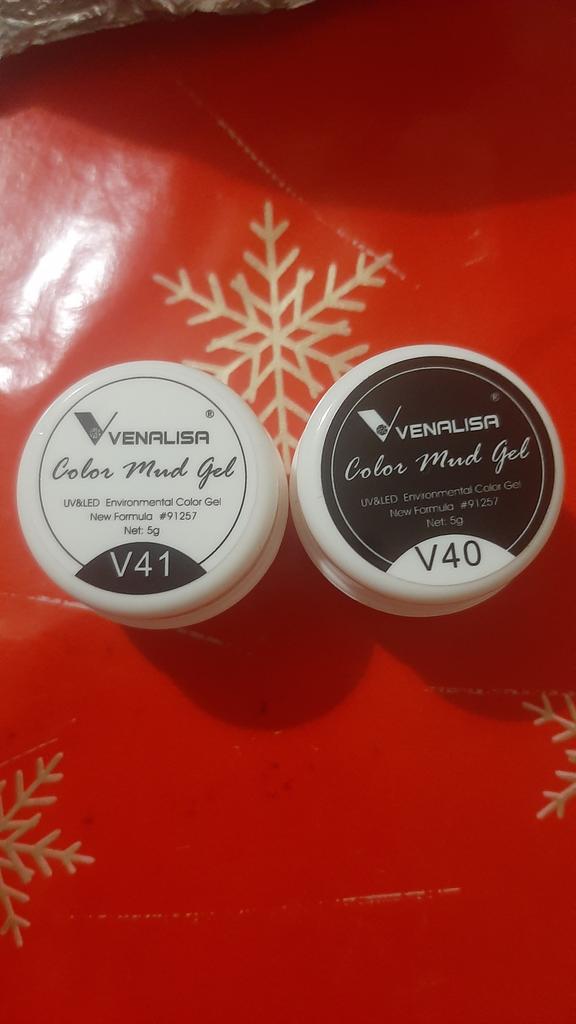 VENALISA ®
Color Mud Gel
UV&LED Environmental Color Gel
New Formula #91257
Net: 5g
V41
VENALISA ®
Color Mud Gel
UV&LED Environmental Color Gel
New Formula #91257
Net: 5g
V40